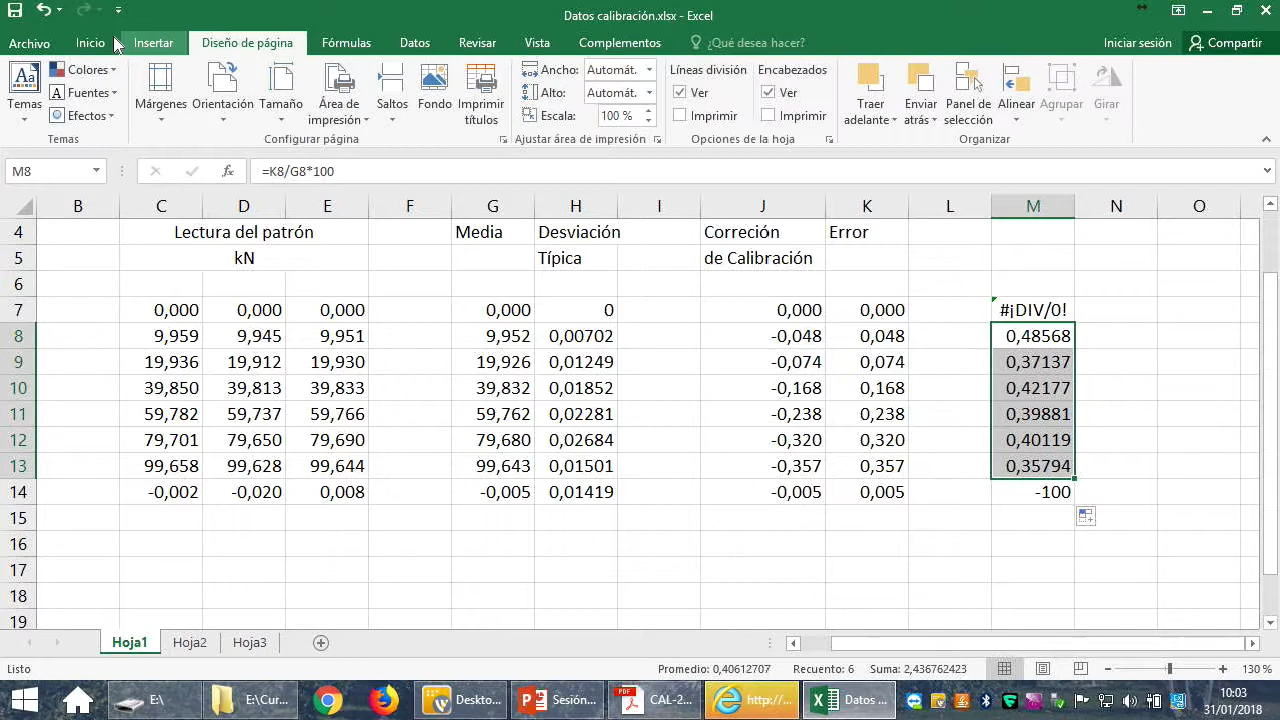 Datos calibración.xlsx - Excel
Archivo Inicio Insertar Diseño de página Fórmulas Datos Revisar Vista Complementos ¿Qué desea hacer? Iniciar sesión Compartir
Colores Ancho: Automát. Líneas división Encabezados
Fuentes Alto: Automát. Ver Ver
Temas Efectos Márgenes Orientación Tamaño Área de impresión Saltos Fondo Imprimir títulos Escala: 100 % Imprimir Imprimir Traer adelante Enviar atrás Panel de selección Alinear Agrupar Girar
Temas Configurar página Ajustar área de impresión Opciones de la hoja Organizar
M8 fx =K8/G8*100
B C D E F G H I J K L M N O
4 Lectura del patrón Media Desviación Correción Error
5 kN Típica de Calibración
6
7 0,000 0,000 0,000 0,000 0 0,000 0,000 #¡DIV/0!
8 9,959 9,945 9,951 9,952 0,00702 -0,048 0,048 0,48568
9 19,936 19,912 19,930 19,926 0,01249 -0,074 0,074 0,37137
10 39,850 39,813 39,833 39,832 0,01852 -0,168 0,168 0,42177
11 59,782 59,737 59,766 59,762 0,02281 -0,238 0,238 0,39881
12 79,701 79,650 79,690 79,680 0,02684 -0,320 0,320 0,40119
13 99,658 99,628 99,644 99,643 0,01501 -0,357 0,357 0,35794
14 -0,002 -0,020 0,008 -0,005 0,01419 -0,005 0,005 -100
15
16
17
18
19
Hoja1 Hoja2 Hoja3
Listo Promedio: 0,40612707 Recuento: 6 Suma: 2,436762423 130 %
E:\ E:\Cur... Deskto... Sesión... CAL-2... http://... Datos ... 10:03
31/01/2018